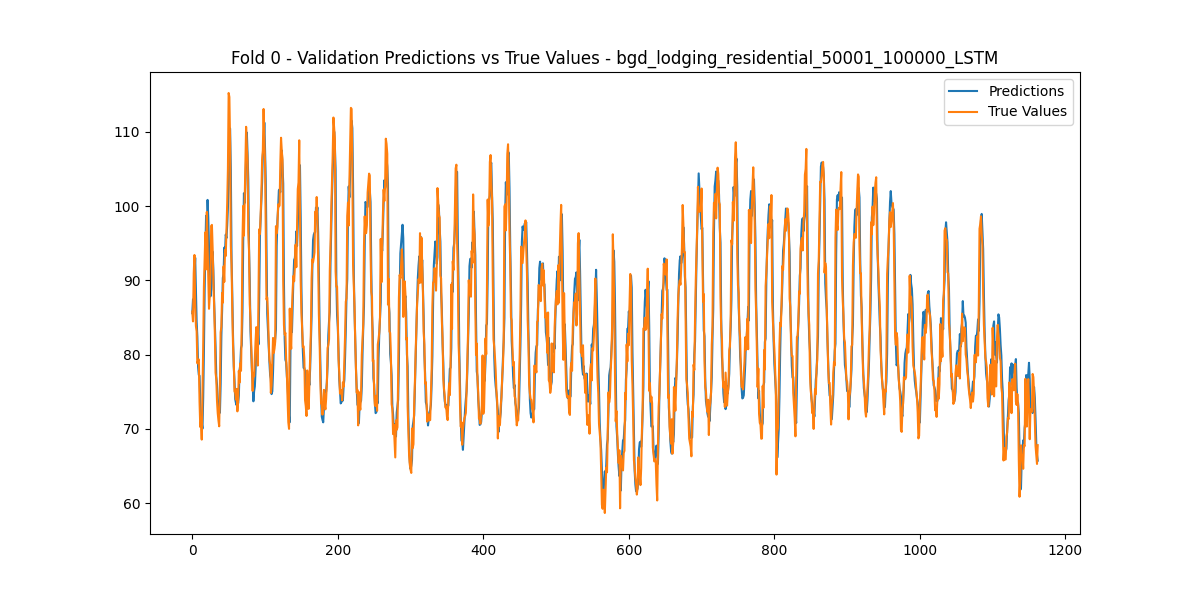 Fold 0 - Validation Predictions vs True Values - bgd_lodging_residential_50001_100000_LSTM
Predictions
True Values
110
100
90
80
70
60
0 200 400 600 800 1000 1200